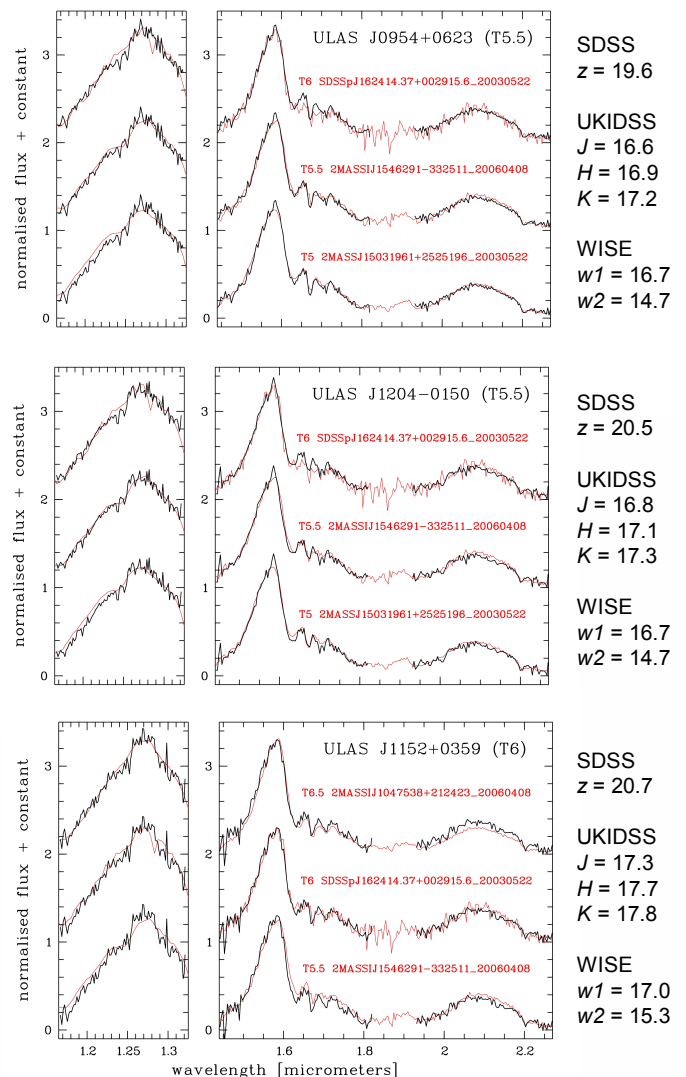 normalised flux + constant
3
2
1
0
ULAS J0954+0623 (T5.5)
T6 SDSSpJ162414.37+002915.6_20030522
T5.5 2MASSIJ1546291-332511_20060408
T5 2MASSJ15031961+2525196_20030522
3
2
1
0
SDSS
z = 19.6
UKIDSS
J = 16.6
H = 16.9
K = 17.2
WISE
w1 = 16.7
w2 = 14.7
normalised flux + constant
3
2
1
0
ULAS J1204-0150 (T5.5)
T6 SDSSpJ162414.37+002915.6_20030522
T5.5 2MASSIJ1546291-332511_20060408
T5 2MASSJ15031961+2525196_20030522
3
2
1
0
SDSS
z = 20.5
UKIDSS
J = 16.8
H = 17.1
K = 17.3
WISE
w1 = 16.7
w2 = 14.7
normalised flux + constant
3
2
1
0
1.2 1.25 1.3
ULAS J1152+0359 (T6)
T6.5 2MASSIJ1047538+212423_20060408
T6 SDSSpJ162414.37+002915.6_20030522
T5.5 2MASSIJ1546291-332511_20060408
3
2
1
0
1.6 1.8 2 2.2
wavelength [micrometers]
SDSS
z = 20.7
UKIDSS
J = 17.3
H = 17.7
K = 17.8
WISE
w1 = 17.0
w2 = 15.3